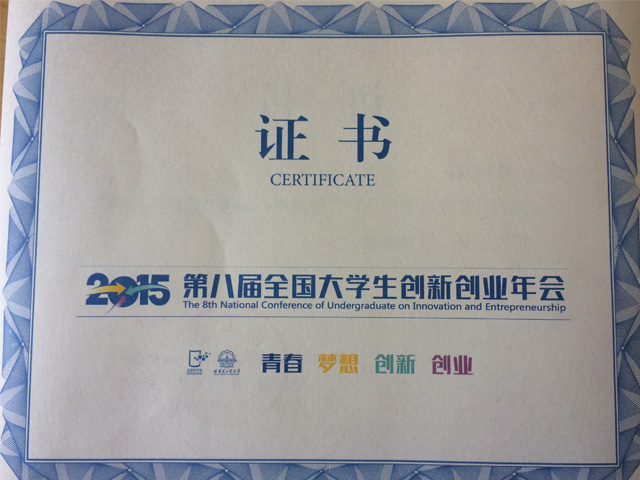 证书
CERTIFICATE
2015 第八届全国大学生创新创业年会
The 8th National Conference of Undergraduate on Innovation and Entrepreneurship
青春 梦想 创新 创业